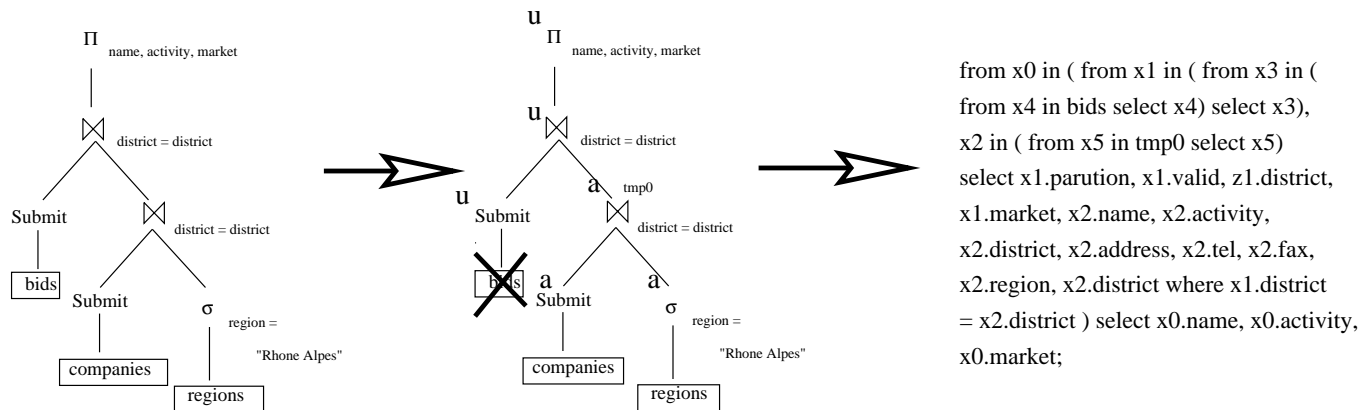 Π
name, activity, market
district = district
Submit
district = district
bids
Submit
σ
region =
"Rhone Alpes"
companies
regions
u
Π
name, activity, market
u
district = district
a
tmp0
u
Submit
district = district
bids
a
a
Submit
σ
region =
"Rhone Alpes"
companies
regions
from x0 in ( from x1 in ( from x3 in (
from x4 in bids select x4) select x3),
x2 in ( from x5 in tmp0 select x5)
select x1.parution, x1.valid, z1.district,
x1.market, x2.name, x2.activity,
x2.district, x2.address, x2.tel, x2.fax,
x2.region, x2.district where x1.district
= x2.district ) select x0.name, x0.activity,
x0.market;